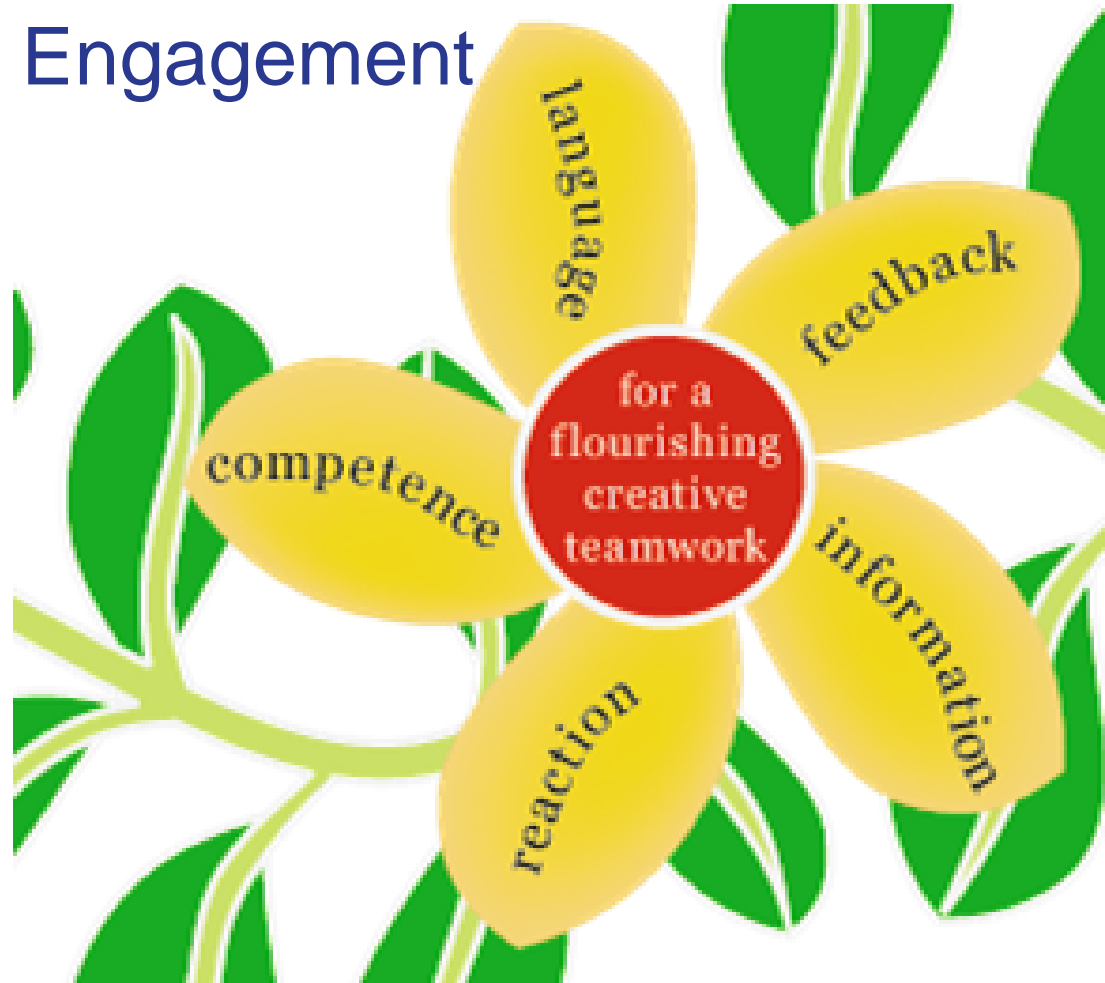 Engagement
language
feedback
competence
for a
flourishing
creative
teamwork
information
reaction